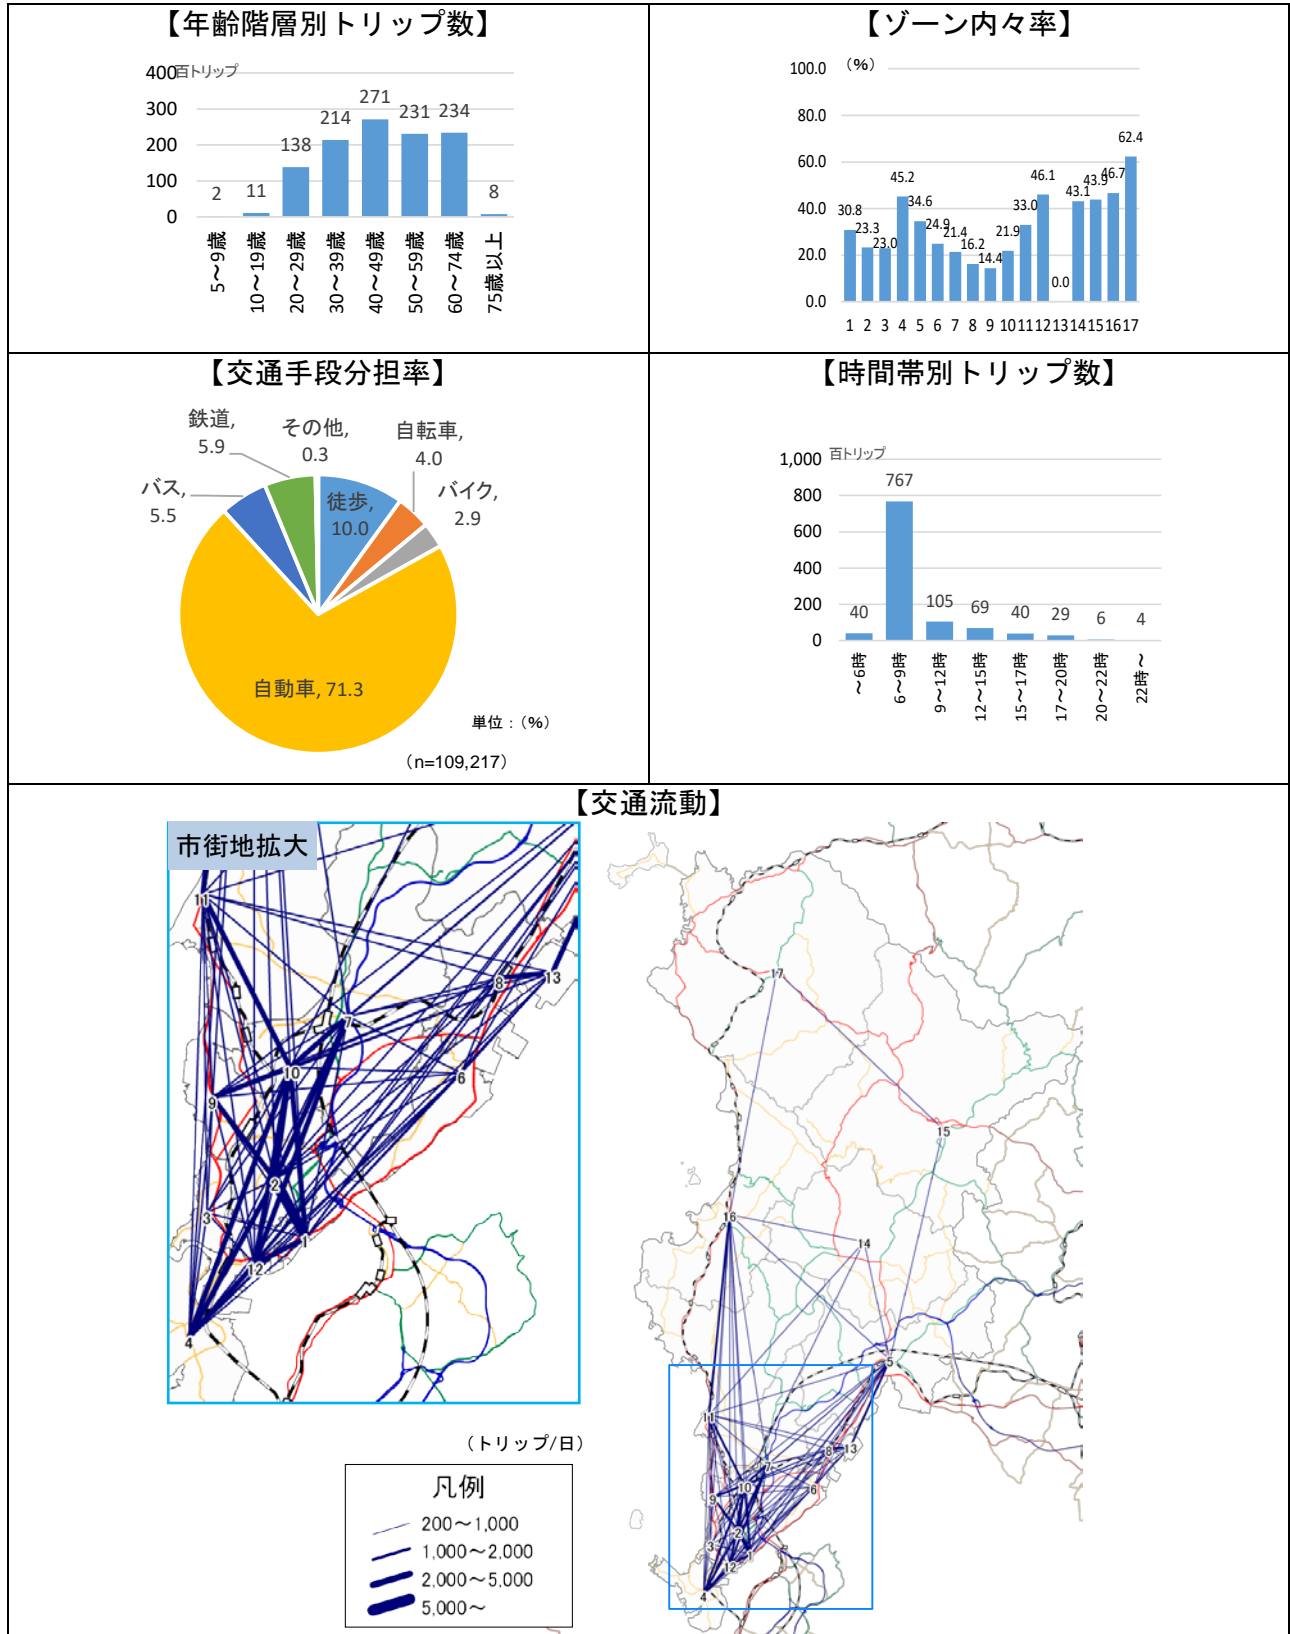 【年齢階層別トリップ数】
百トリップ
400
300
200
100
0
2
11
138
214
271
231
234
8
5～9歳
10～19歳
20～29歳
30～39歳
40～49歳
50～59歳
60～74歳
75歳以上
【ゾーン内々率】
（%）
100.0
80.0
60.0
40.0
20.0
0.0
30.8
23.3
23.0
45.2
34.6
24.9
21.4
16.2
14.4
21.9
33.0
46.1
0.0
43.1
43.9
46.7
62.4
1 2 3 4 5 6 7 8 9 10 11 12 13 14 15 16 17
【交通手段分担率】
鉄道,
5.9
その他,
0.3
自転車,
4.0
バス,
5.5
徒歩,
10.0
バイク,
2.9
自動車, 71.3
単位：（%）
（n=109,217）
【時間帯別トリップ数】
百トリップ
1,000
800
600
400
200
0
40
767
105
69
40
29
6
4
～6時
6～9時
9～12時
12～15時
15～17時
17～20時
20～22時
22時～
【交通流動】
市街地拡大
11
8
13
7
10
6
9
2
3
1
12
4
17
15
16
14
5
11
8
13
7
10
6
9
2
3
1
12
4
（トリップ/日）
凡例
200～1,000
1,000～2,000
2,000～5,000
5,000～